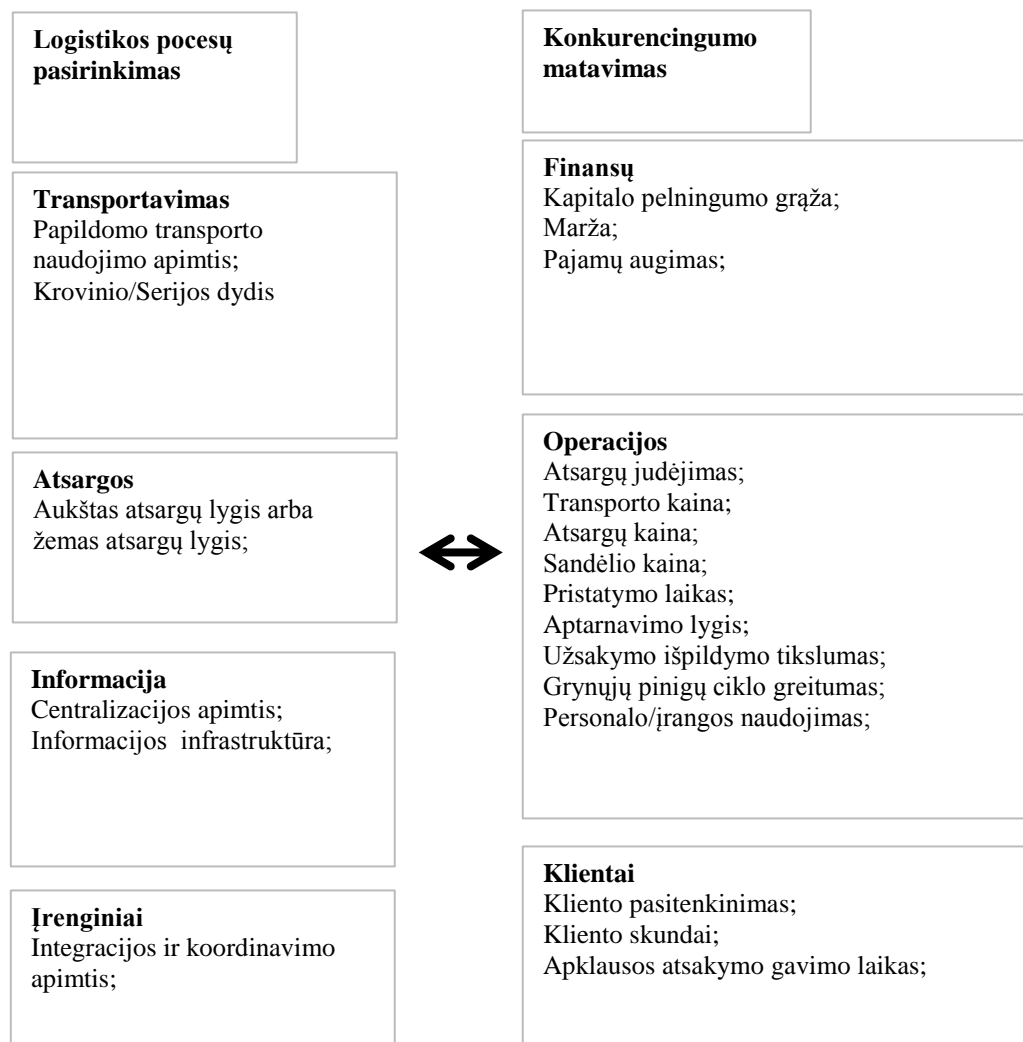 Logistikos pocesų
pasirinkimas
Transportavimas
Papildomo transporto
naudojimo apimtis;
Krovinio/Serijos dydis
Atsargos
Aukštas atsargų lygis arba
žemas atsargų lygis;
Informacija
Centralizacijos apimtis;
Informacijos infrastruktūra;
Įrenginiai
Integracijos ir koordinavimo
apimtis;
Konkurencingumo
matavimas
Finansų
Kapitalo pelningumo grąža;
Marža;
Pajamų augimas;
Operacijos
Atsargų judėjimas;
Transporto kaina;
Atsargų kaina;
Sandėlio kaina;
Pristatymo laikas;
Aptarnavimo lygis;
Užsakymo išpildymo tikslumas;
Grynųjų pinigų ciklo greitumas;
Personalo/įrangos naudojimas;
Klientai
Kliento pasitenkinimas;
Kliento skundai;
Apklausos atsakymo gavimo laikas;